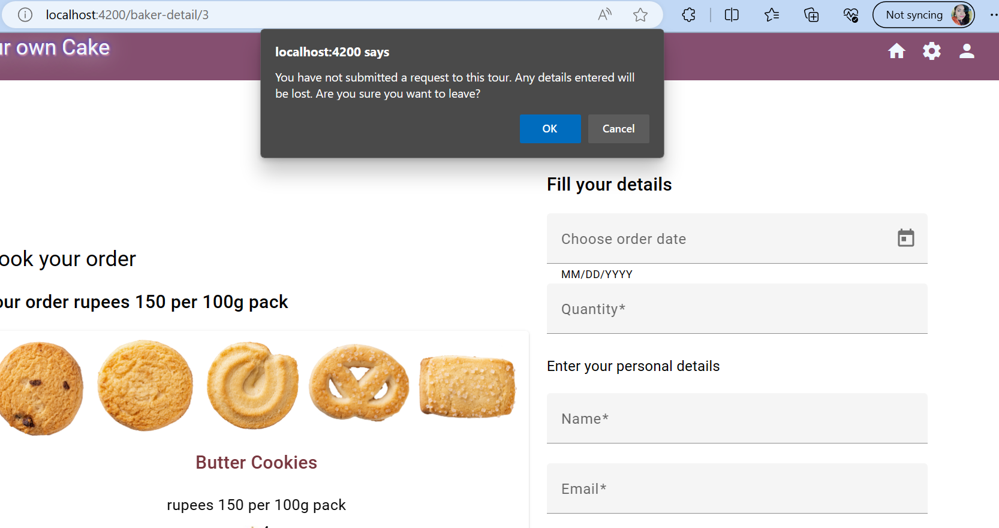 localhost:4200/baker-detail/3
Not syncing
ur own Cake
localhost:4200 says
You have not submitted a request to this tour. Any details entered will
be lost. Are you sure you want to leave?
OK
Cancel
Fill your details
Choose order date
MM/DD/YYYY
Quantity*
ook your order
our order rupees 150 per 100g pack
Enter your personal details
Name*
Butter Cookies
Email*
rupees 150 per 100g pack